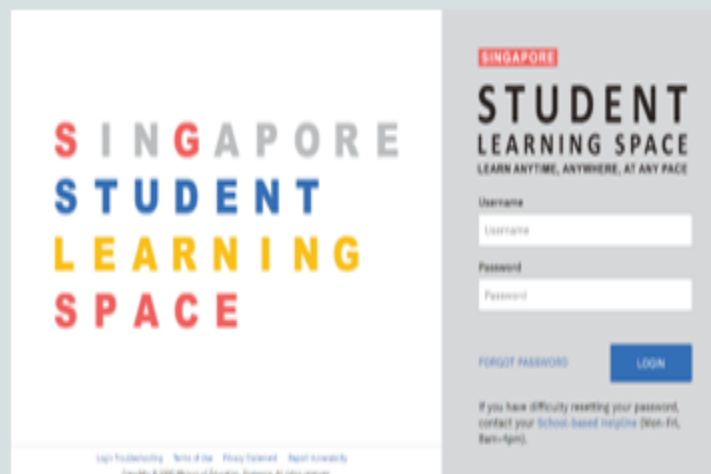 SINGAPORE
STUDENT
LEARNING
SPACE
SINGAPORE
STUDENT
LEARNING SPACE
LEARN ANYTIME, ANYWHERE, AT ANY PACE
Username
Username
Password
Password
FORGOT PASSWORD
LOGIN
If you have difficulty resetting your password,
contact your School-based Helpline (Mon-Fri,
8am-4pm).
Login Troubleshooting Terms of Use Privacy Statement Report Vulnerability